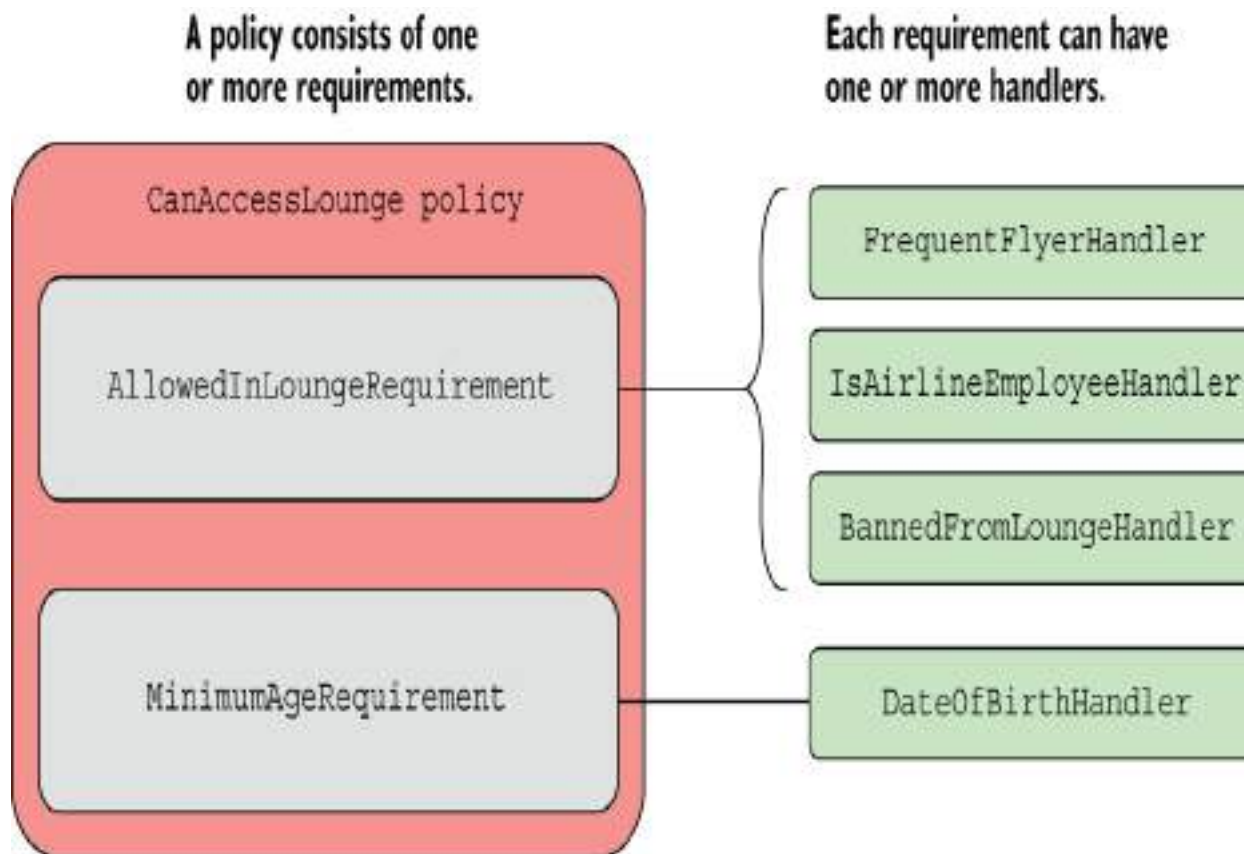 A policy consists of one
or more requirements.
Each requirement can have
one or more handlers.
CanAccessLounge policy
AllowedInLoungeRequirement
MinimumAgeRequirement
FrequentFlyerHandler
IsAirlineEmployeeHandler
BannedFromLoungeHandler
DateOfBirthHandler